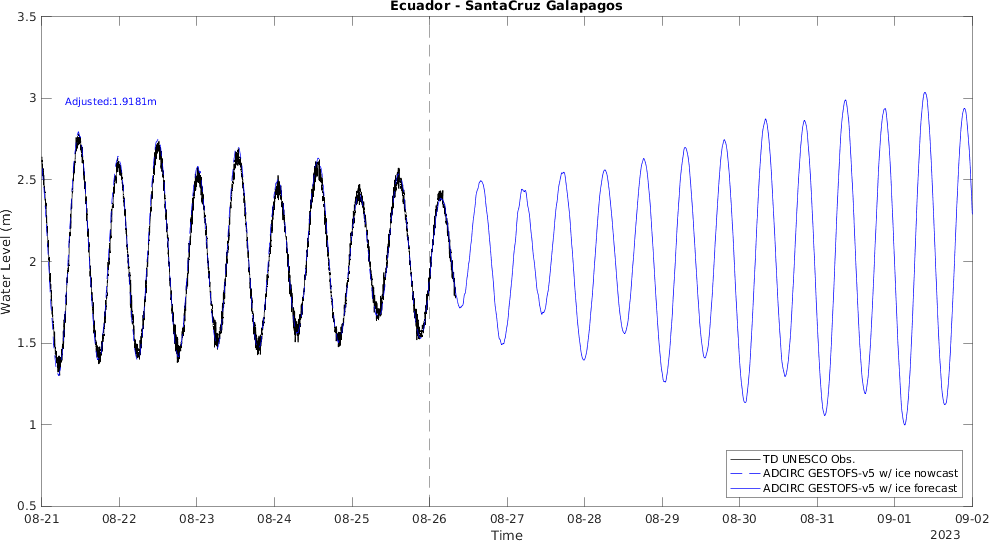 Ecuador - SantaCruz Galapagos
3.5
3
2.5
2
1.5
1
0.5
Water Level (m)
Adjusted:1.9181m
TD UNESCO Obs.
ADCIRC GESTOFS-v5 w/ ice nowcast
ADCIRC GESTOFS-v5 w/ ice forecast
08-21 08-22 08-23 08-24 08-25 08-26 08-27 08-28 08-29 08-30 08-31 09-01 09-02
Time
2023